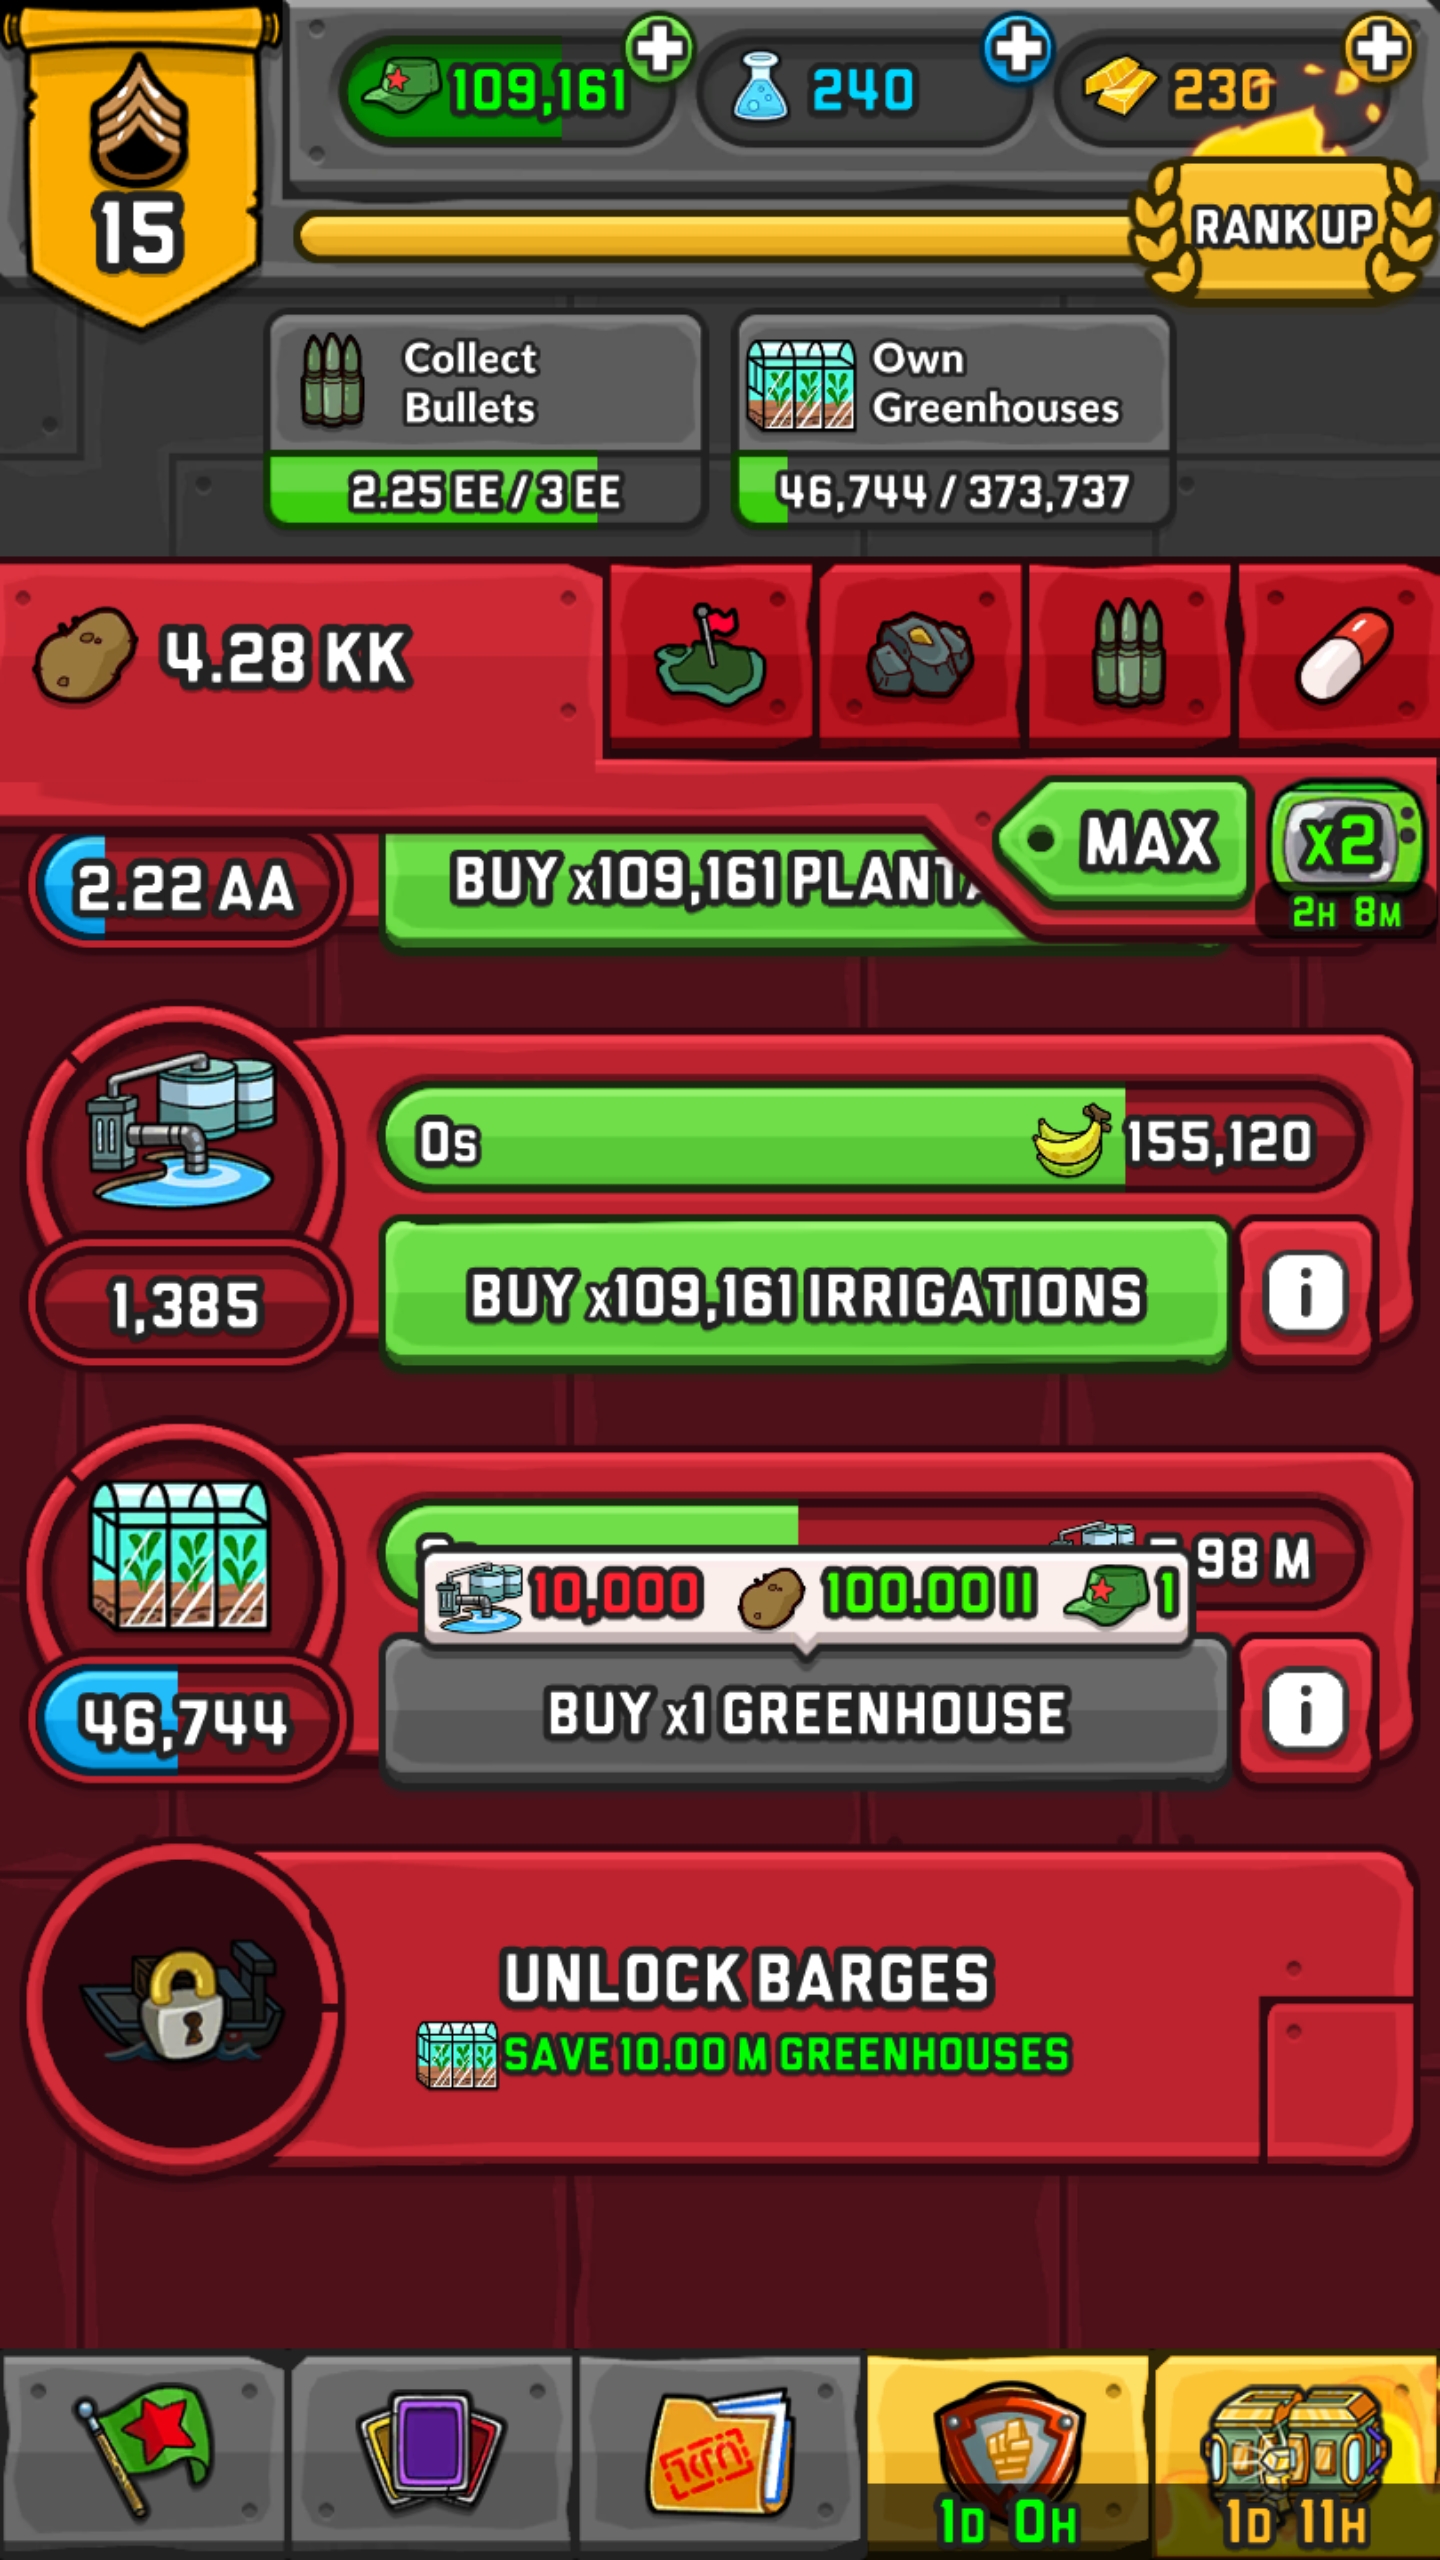 109,161
240
230
15
RANK UP
Collect
Bullets
Own
Greenhouses
2.25 EE / 3 EE
46,744 / 373,737
4.28 KK
MAX
x2
2H 8M
2.22 AA
BUY x109,161
0s
155,120
1,385
BUY x109,161 IRRIGATIONS
i
98 M
10,000
100.00 II
1
46,744
BUY x1 GREENHOUSE
i
UNLOCK BARGES
SAVE 10.00 M GREENHOUSES
1D 0H
1D 11H